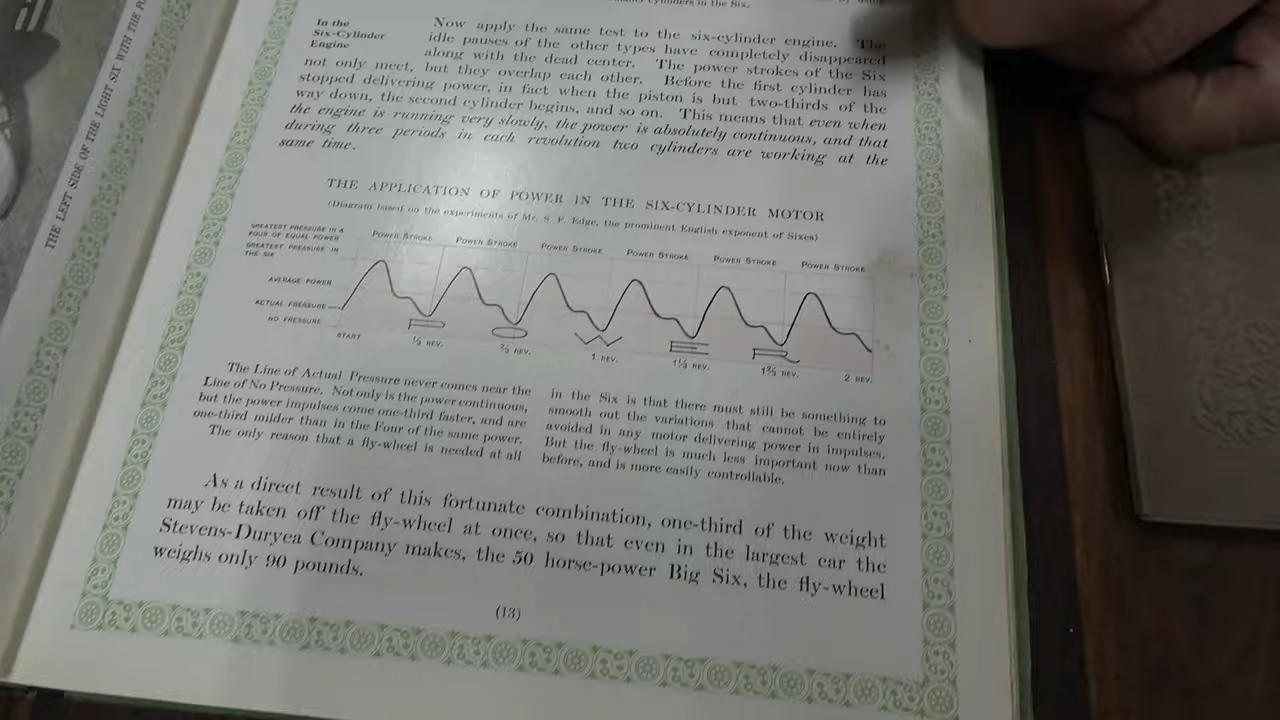 Cylinders in the Six.
In the
Six-Cylinder
Engine
Now apply the same test to the six-cylinder engine. The
idle pauses of the other types have completely disappeared
along with the dead center. The power strokes of the Six
not only meet, but they overlap each other. Before the first cylinder has
stopped delivering power, in fact when the piston is but two-thirds of the
way down, the second cylinder begins, and so on. This means that even when
the engine is running very slowly, the power is absolutely continuous, and that
during three periods in each revolution two cylinders are working at the
same time.
THE APPLICATION OF POWER IN THE SIX-CYLINDER MOTOR
(Diagram based on the experiments of Mr. S. F. Edge, the prominent English exponent of Sixes)
GREATEST PRESSURE IN A
FOUR OF EQUAL POWER
GREATEST PRESSURE IN
THE SIX
AVERAGE POWER
ACTUAL PRESSURE
NO PRESSURE
POWER STROKE POWER STROKE POWER STROKE POWER STROKE POWER STROKE POWER STROKE
START ⅓ REV. ⅔ REV. 1 REV. 1⅓ REV. 1⅔ REV. 2 REV.
The Line of Actual Pressure never comes near the
Line of No Pressure. Not only is the power continuous,
but the power impulses come one-third faster, and are
one-third milder than in the Four of the same power.
The only reason that a fly-wheel is needed at all
in the Six is that there must still be something to
smooth out the variations that cannot be entirely
avoided in any motor delivering power in impulses.
But the fly-wheel is much less important now than
before, and is more easily controllable.
As a direct result of this fortunate combination, one-third of the weight
may be taken off the fly-wheel at once, so that even in the largest car the
Stevens-Duryea Company makes, the 50 horse-power Big Six, the fly-wheel
weighs only 90 pounds.
(13)
THE LEFT SIDE OF THE LIGHT SIX WITH THE